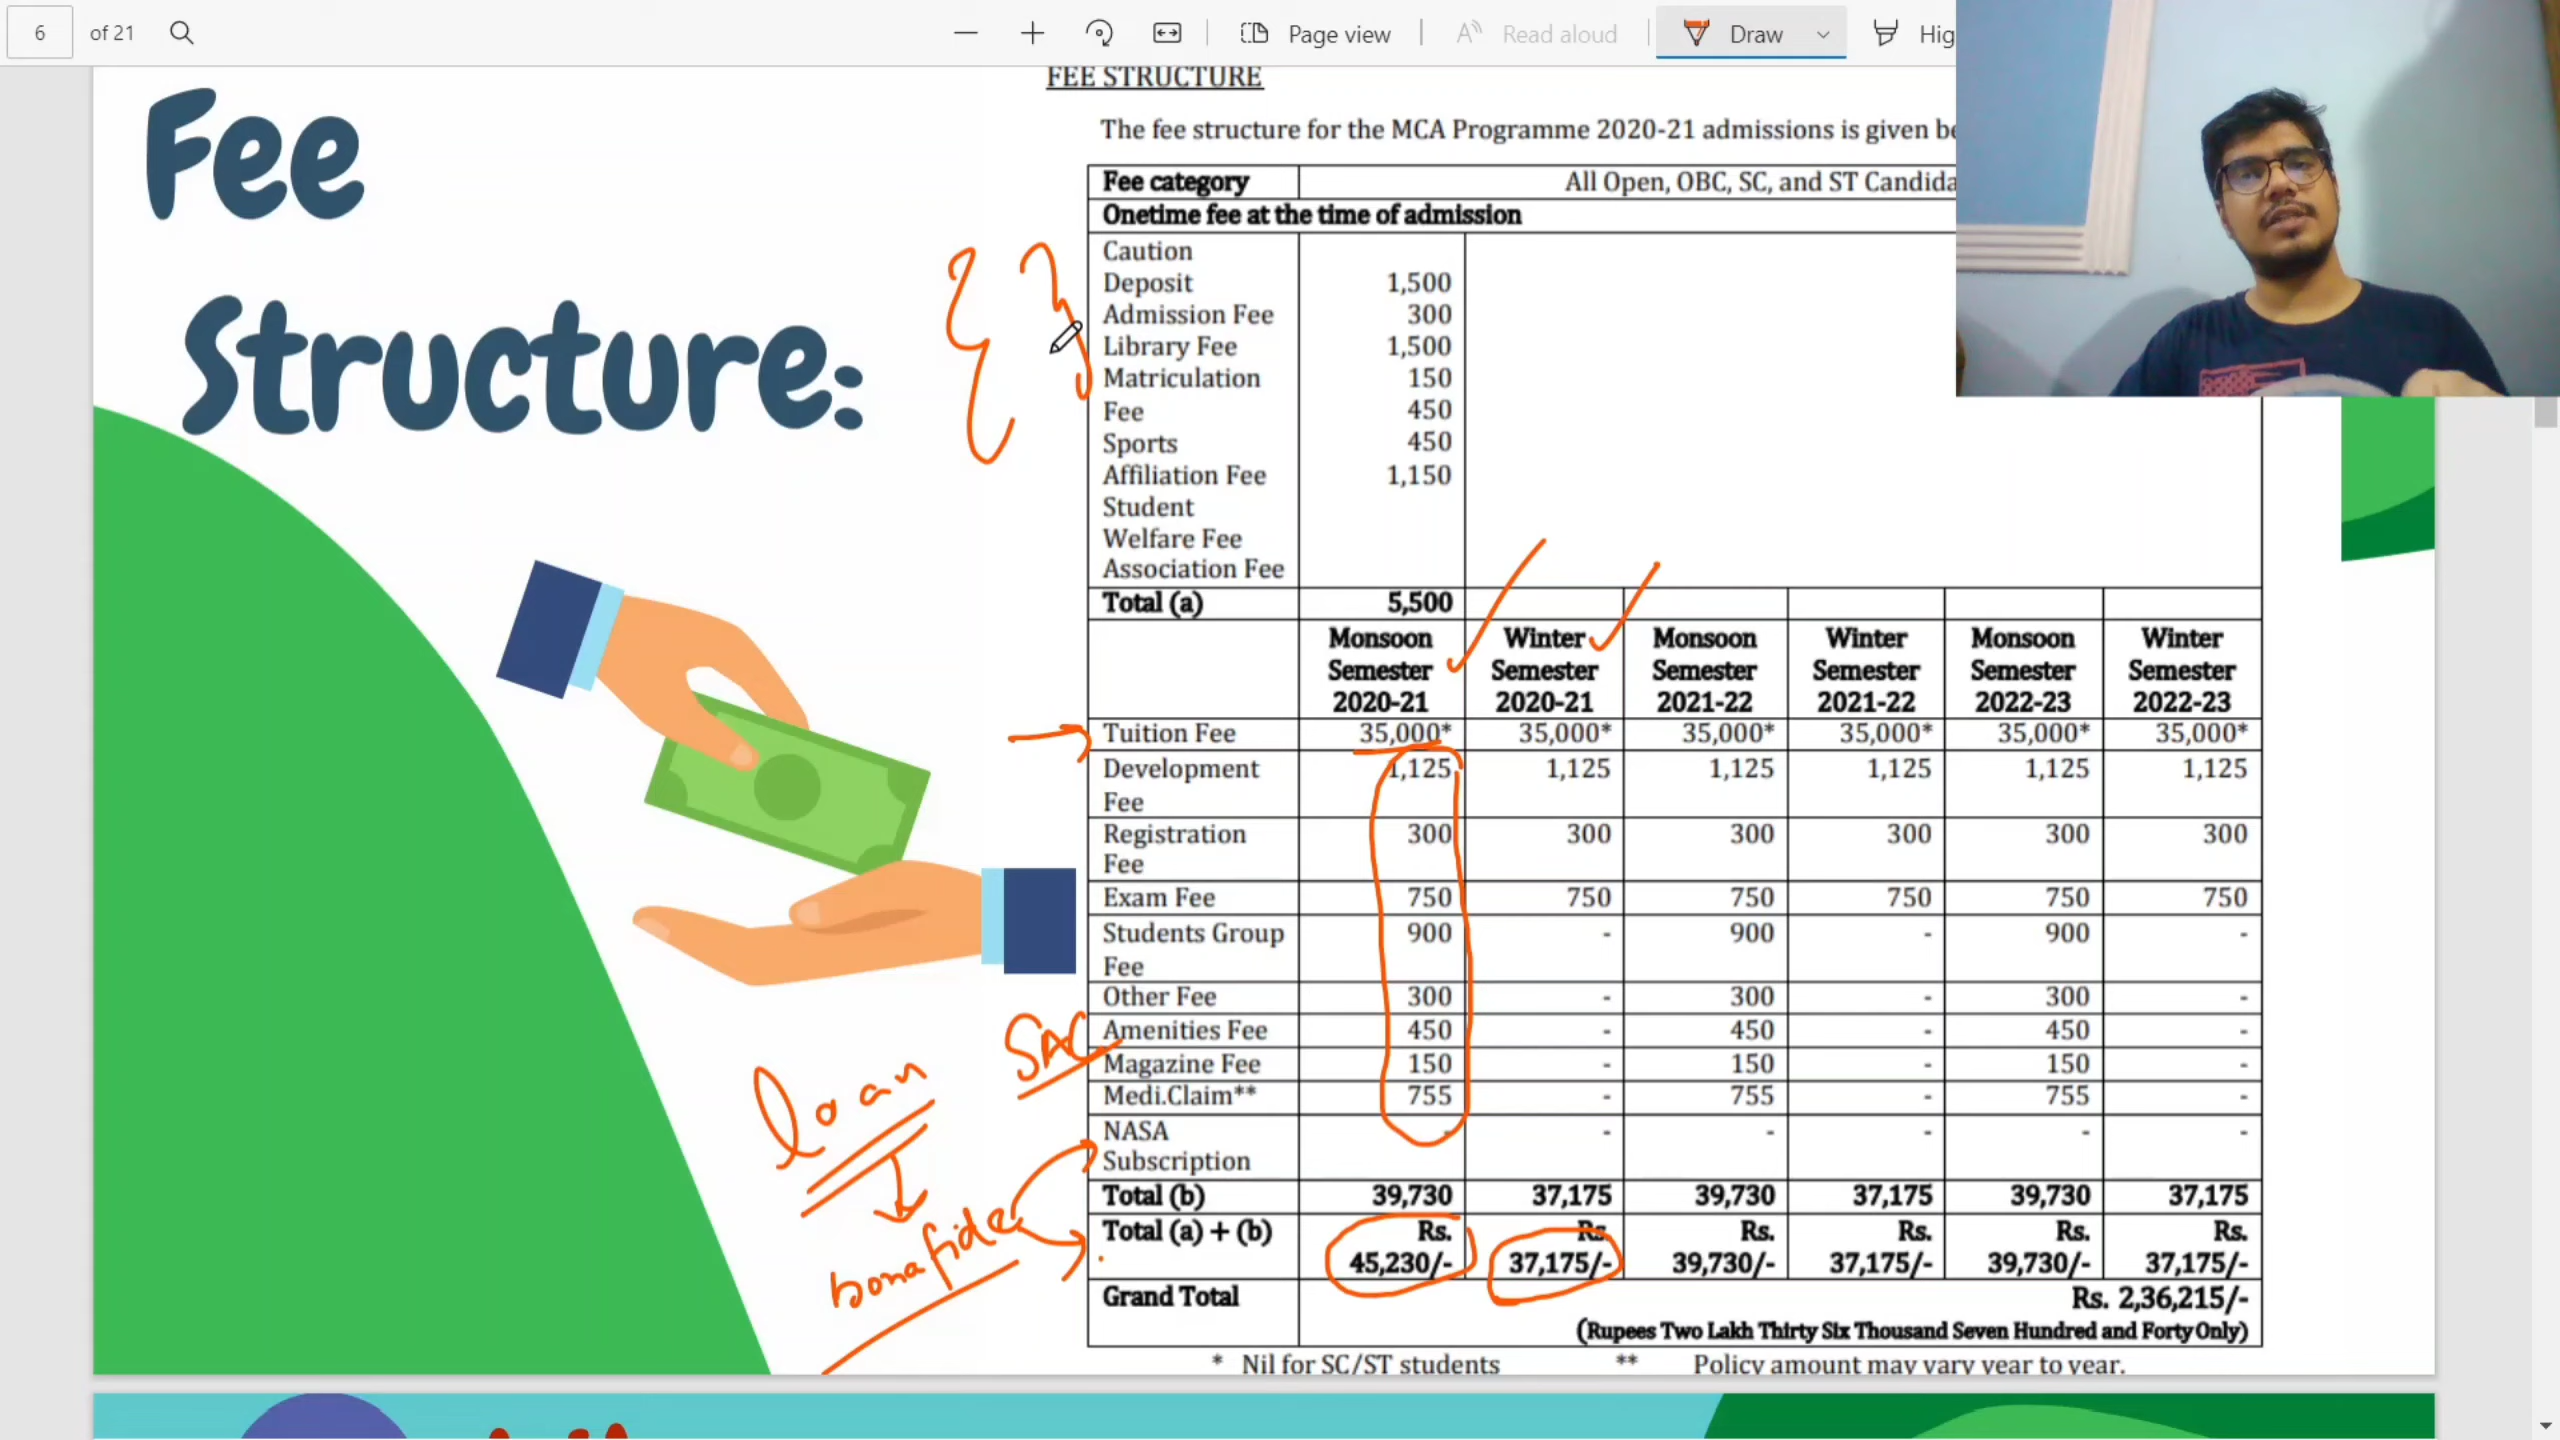 6 of 21 Page view Read aloud Draw Hig
Fee
Structure:
FEE STRUCTURE
The fee structure for the MCA Programme 2020-21 admissions is given be
Fee category All Open, OBC, SC, and ST Candida
Onetime fee at the time of admission
Caution
Deposit 1,500
Admission Fee 300
Library Fee 1,500
Matriculation 150
Fee 450
Sports 450
Affiliation Fee 1,150
Student
Welfare Fee
Association Fee
Total (a) 5,500
Monsoon Winter Monsoon Winter Monsoon Winter
Semester Semester Semester Semester Semester Semester
2020-21 2020-21 2021-22 2021-22 2022-23 2022-23
Tuition Fee 35,000* 35,000* 35,000* 35,000* 35,000* 35,000*
Development 1,125 1,125 1,125 1,125 1,125 1,125
Fee
Registration 300 300 300 300 300 300
Fee
Exam Fee 750 750 750 750 750 750
Students Group 900 - 900 - 900 -
Fee
Other Fee 300 - 300 - 300 -
Amenities Fee 450 - 450 - 450 -
Magazine Fee 150 - 150 - 150 -
Medi.Claim** 755 - 755 - 755 -
NASA - - - - - -
Subscription
Total (b) 39,730 37,175 39,730 37,175 39,730 37,175
Total (a) + (b) Rs. Rs. Rs. Rs. Rs. Rs.
45,230/- 37,175/- 39,730/- 37,175/- 39,730/- 37,175/-
Grand Total Rs. 2,36,215/-
(Rupees Two Lakh Thirty Six Thousand Seven Hundred and Forty Only)
* Nil for SC/ST students ** Policy amount may vary year to year.
SAC
loan
bonafide